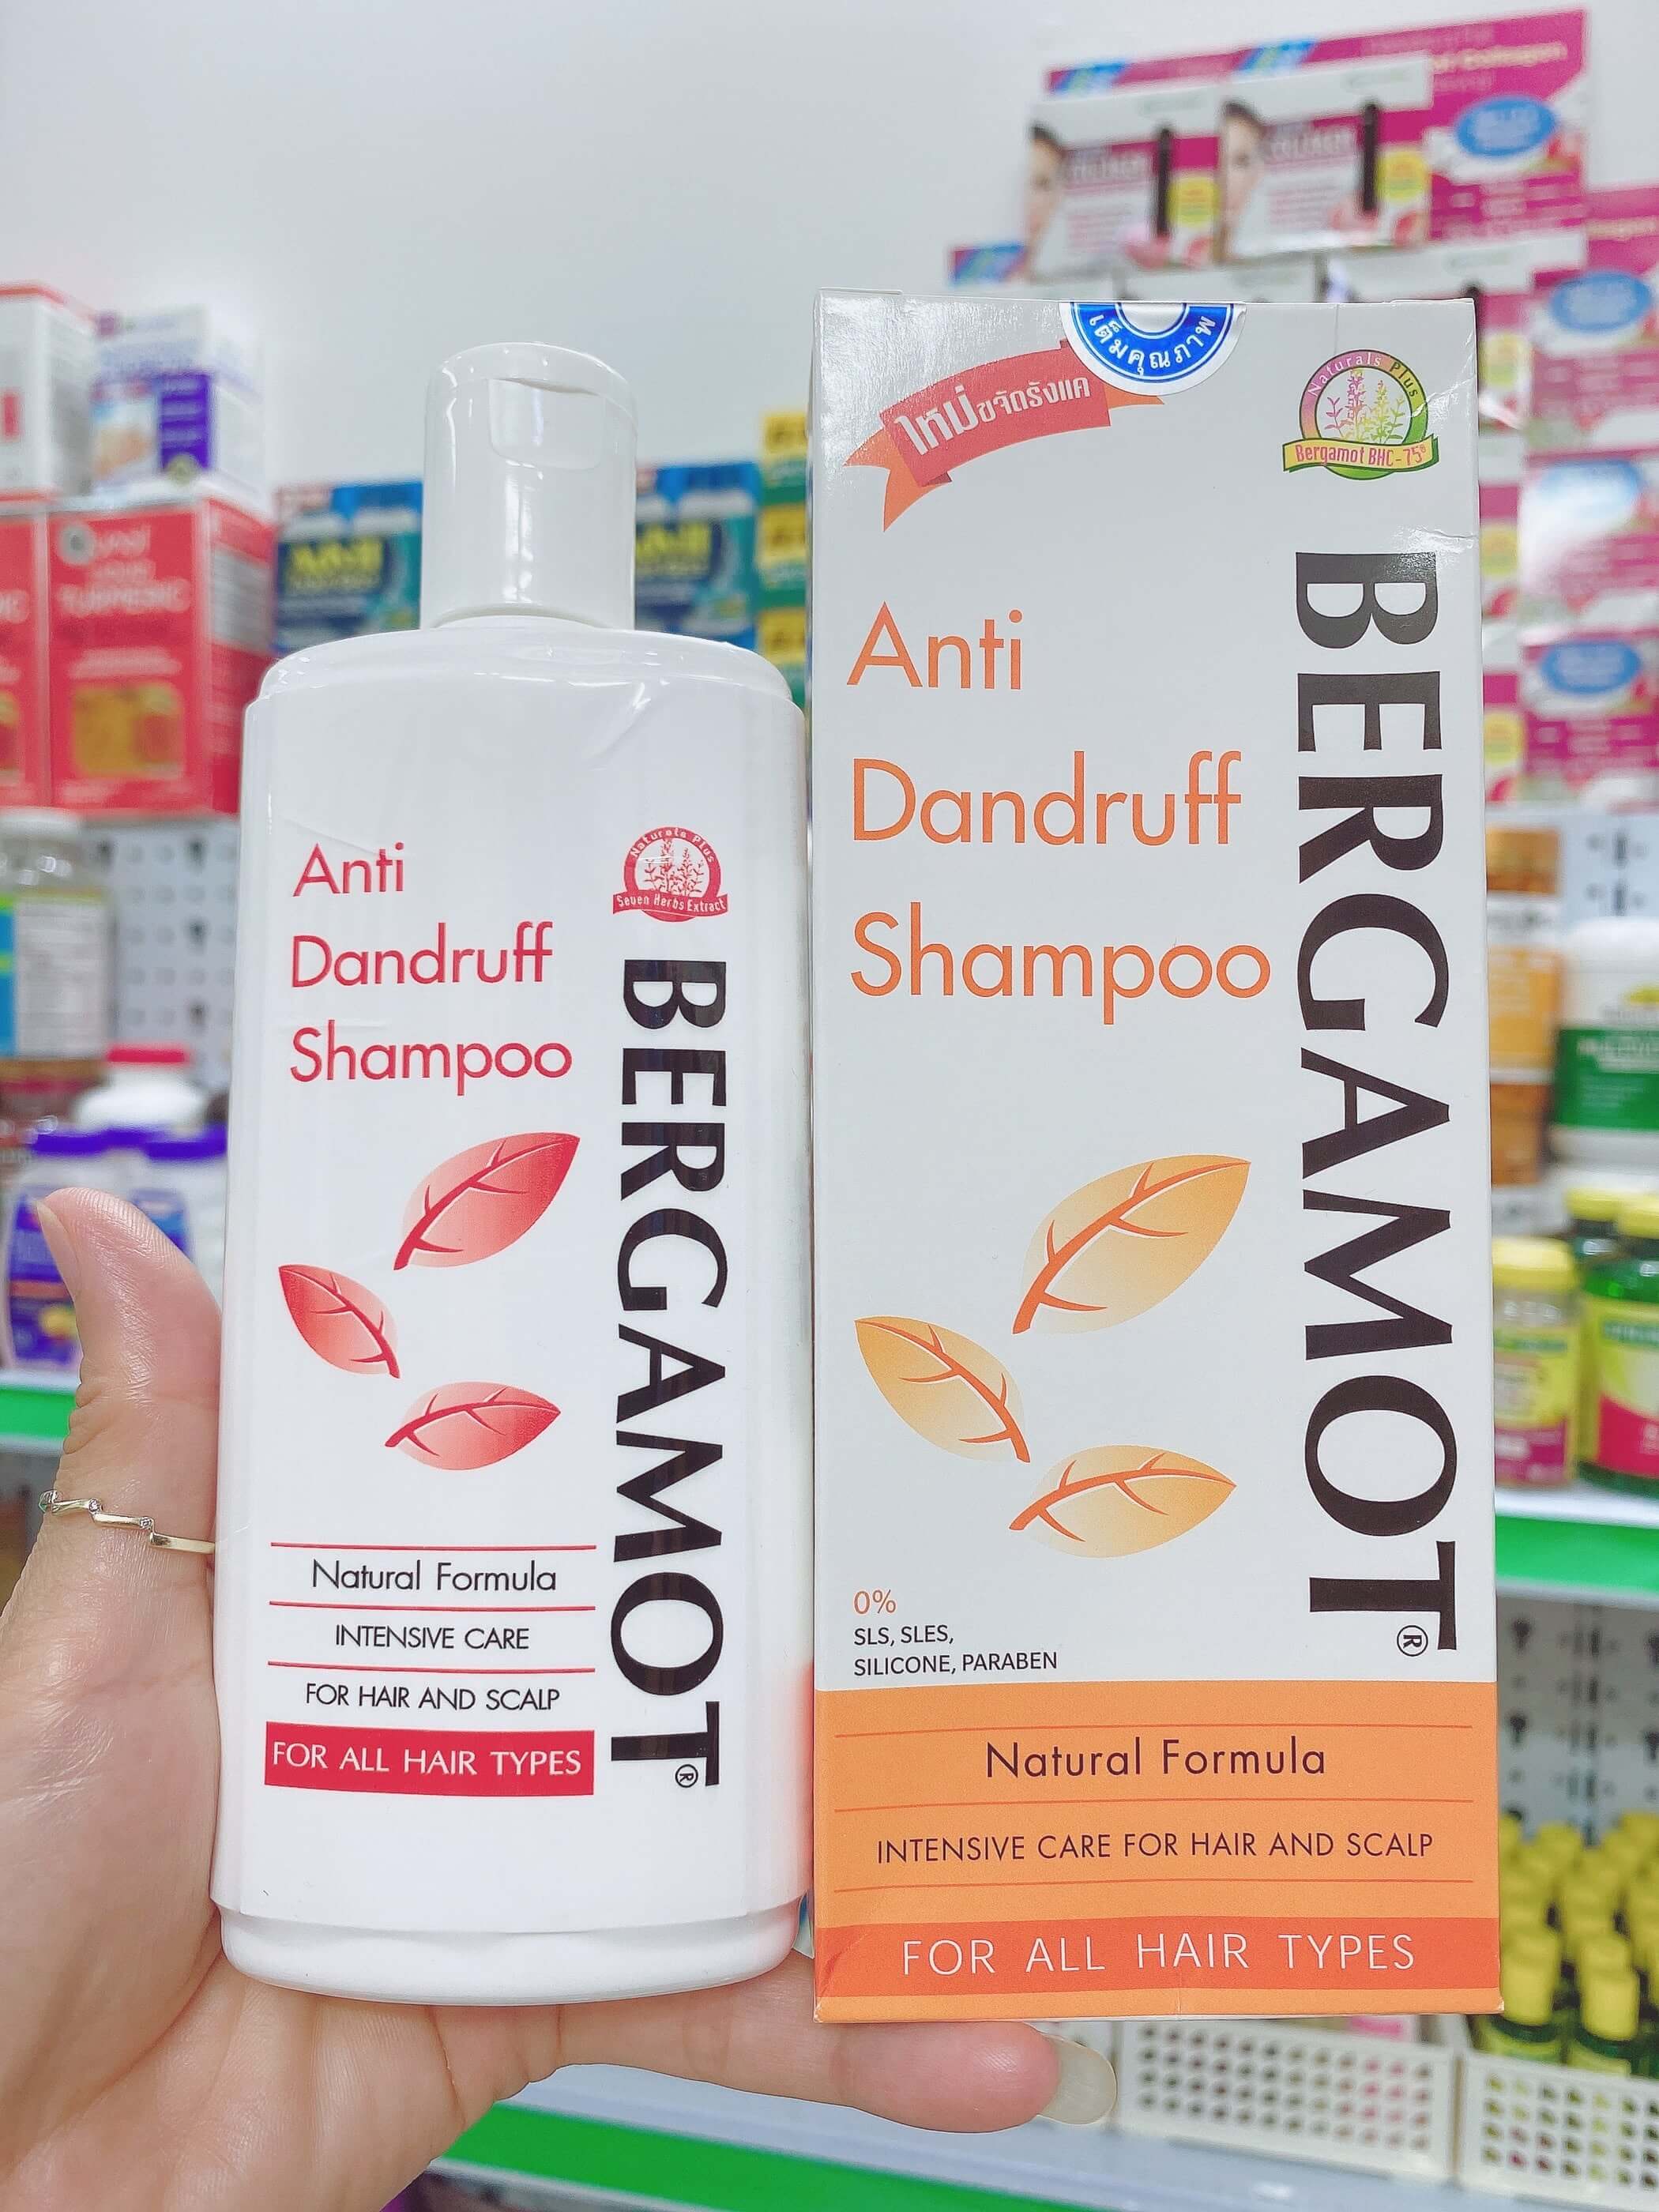 Anti
Dandruff
Shampoo
Naturals Plus
Seven Herbs Extract
BERGAMOT®
Natural Formula
INTENSIVE CARE
FOR HAIR AND SCALP
FOR ALL HAIR TYPES
เต็มคุณภาพ
ใหม่ขจัดรังแค
Naturals Plus
Bergamot BHC-75®
Anti
Dandruff
Shampoo
BERGAMOT®
0%
SLS, SLES,
SILICONE, PARABEN
Natural Formula
INTENSIVE CARE FOR HAIR AND SCALP
FOR ALL HAIR TYPES
TURMERIC